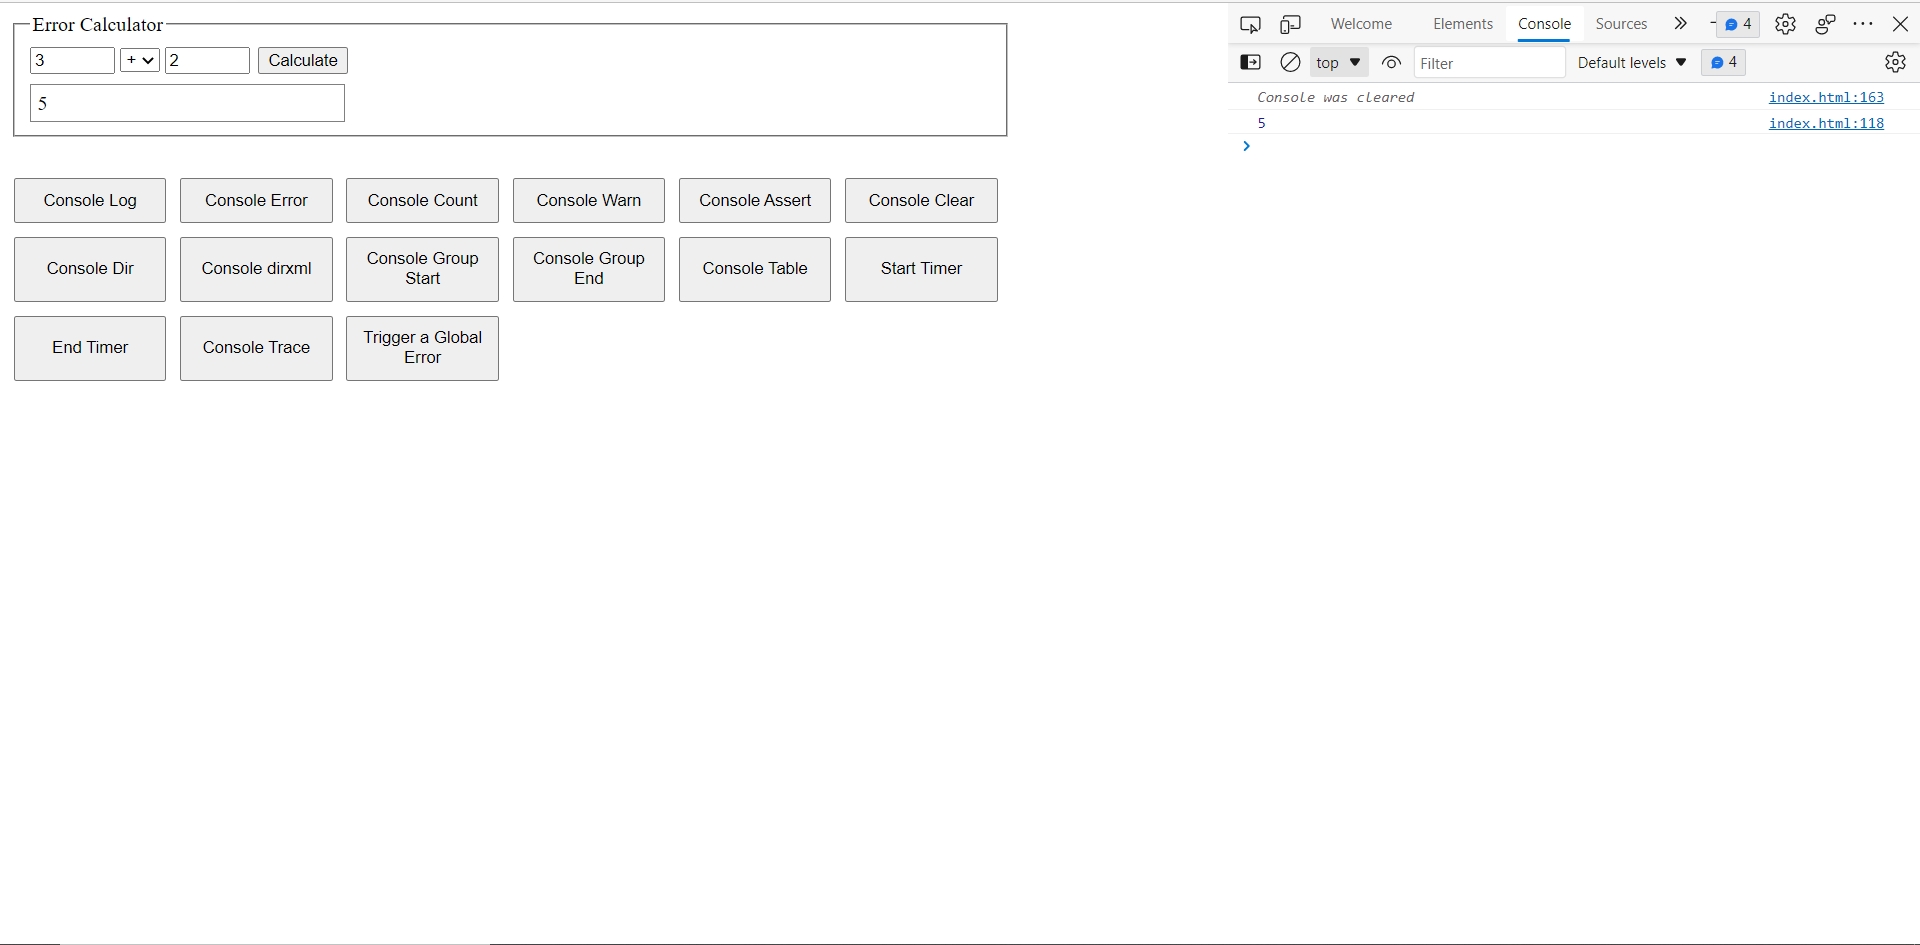 Error Calculator
3 + 2 Calculate
5
Console Log Console Error Console Count Console Warn Console Assert Console Clear
Console Dir Console dirxml Console Group Start Console Group End Console Table Start Timer
End Timer Console Trace Trigger a Global Error
Welcome Elements Console Sources 4
top Filter Default levels 4
Console was cleared index.html:163
5 index.html:118